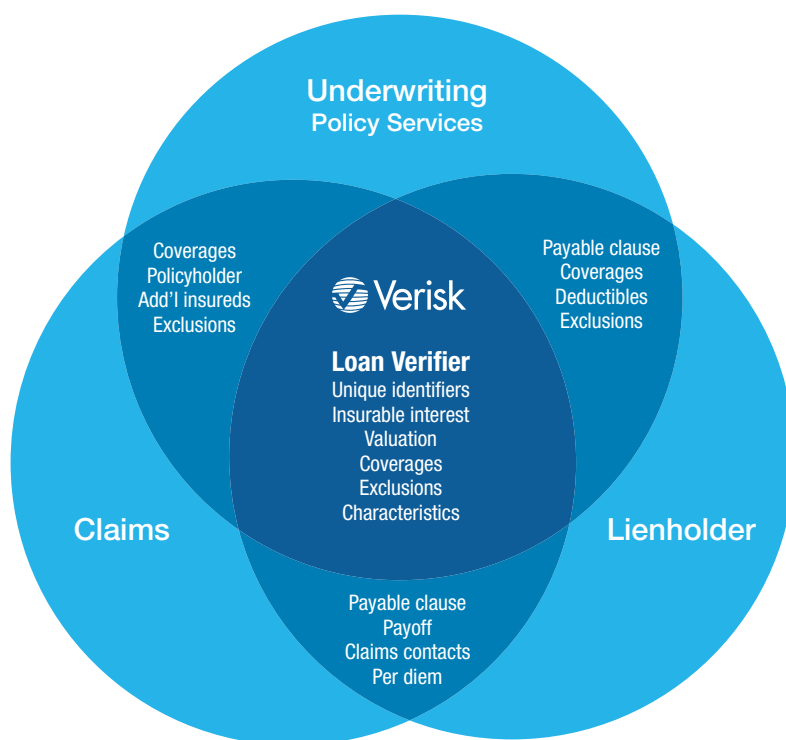 Underwriting
Policy Services
Coverages
Policyholder
Add'l insureds
Exclusions
Payable clause
Coverages
Deductibles
Exclusions
Verisk
Loan Verifier
Unique identifiers
Insurable interest
Valuation
Coverages
Exclusions
Characteristics
Claims
Lienholder
Payable clause
Payoff
Claims contacts
Per diem